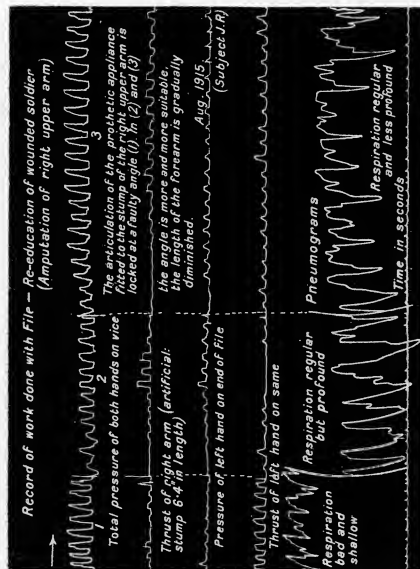 Record of work done with File — Re-education of wounded soldier
(Amputation of right upper arm)
1
2
3
Total pressure of both hands on vice
The articulation of the prosthetic appliance
fitted to the stump of the right upper arm is
locked at a faulty angle (1). In (2) and (3)
Thrust of right arm (artificial:
stump 6·4" in length)
the angle is more and more suitable,
the length of the forearm is gradually
diminished.
Pressure of left hand on end of File
Aug. 1915.
(Subject J.R)
Thrust of left hand on same
Respiration
bad and
shallow
Respiration regular
but profound
Pneumograms
Respiration regular
and less profound
Time in seconds